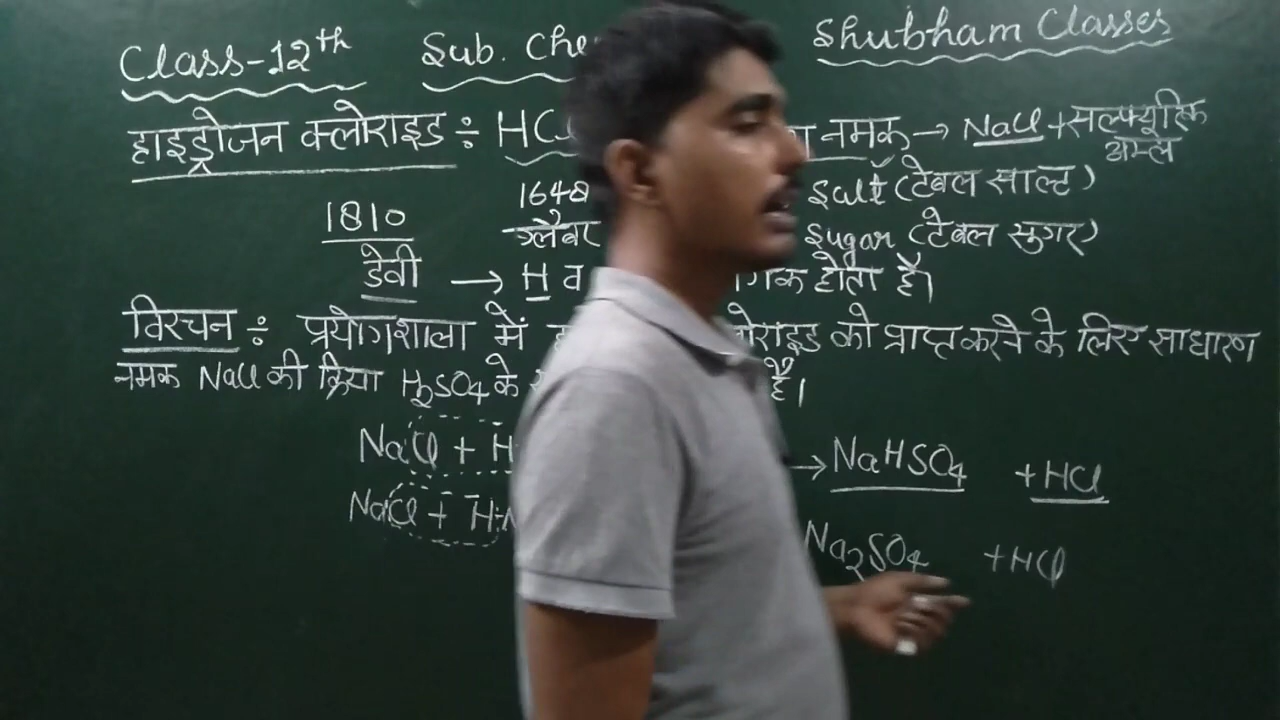 Class-12th Sub. Che Shubham Classes
हाइड्रोजन क्लोराइड ÷ HC नमक → NaCl + सल्फ्यूरिक
अम्ल
1810 1648 Salt (टेबल साल्ट)
डेवी ग्लैबर Sugar (टेबल सुगर)
→ H व गिक होता है।
विरचन ÷ प्रयोगशाला में ोराइड को प्राप्त करने के लिए साधारण
नमक NaCl की क्रिया H2SO4 के है।
NaCl + H → NaHSO4 + HCl
NaCl + H-N Na2SO4 + HCl